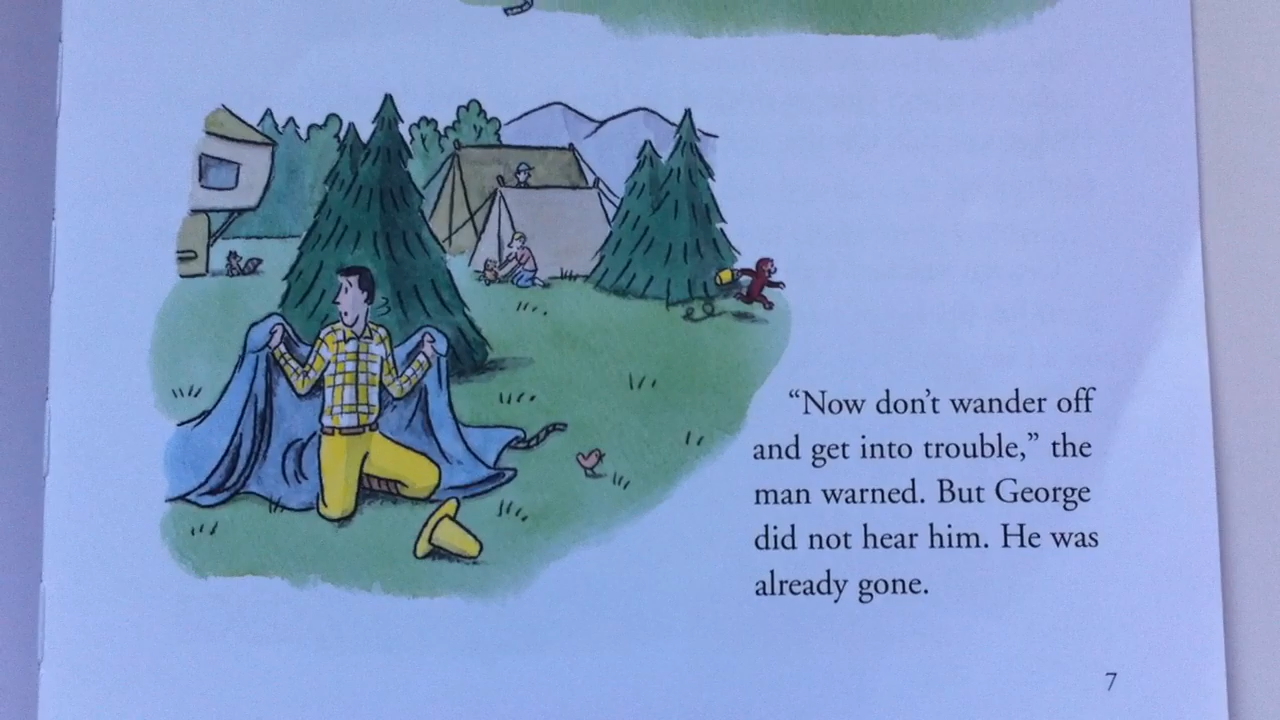 “Now don’t wander off
and get into trouble,” the
man warned. But George
did not hear him. He was
already gone.
7